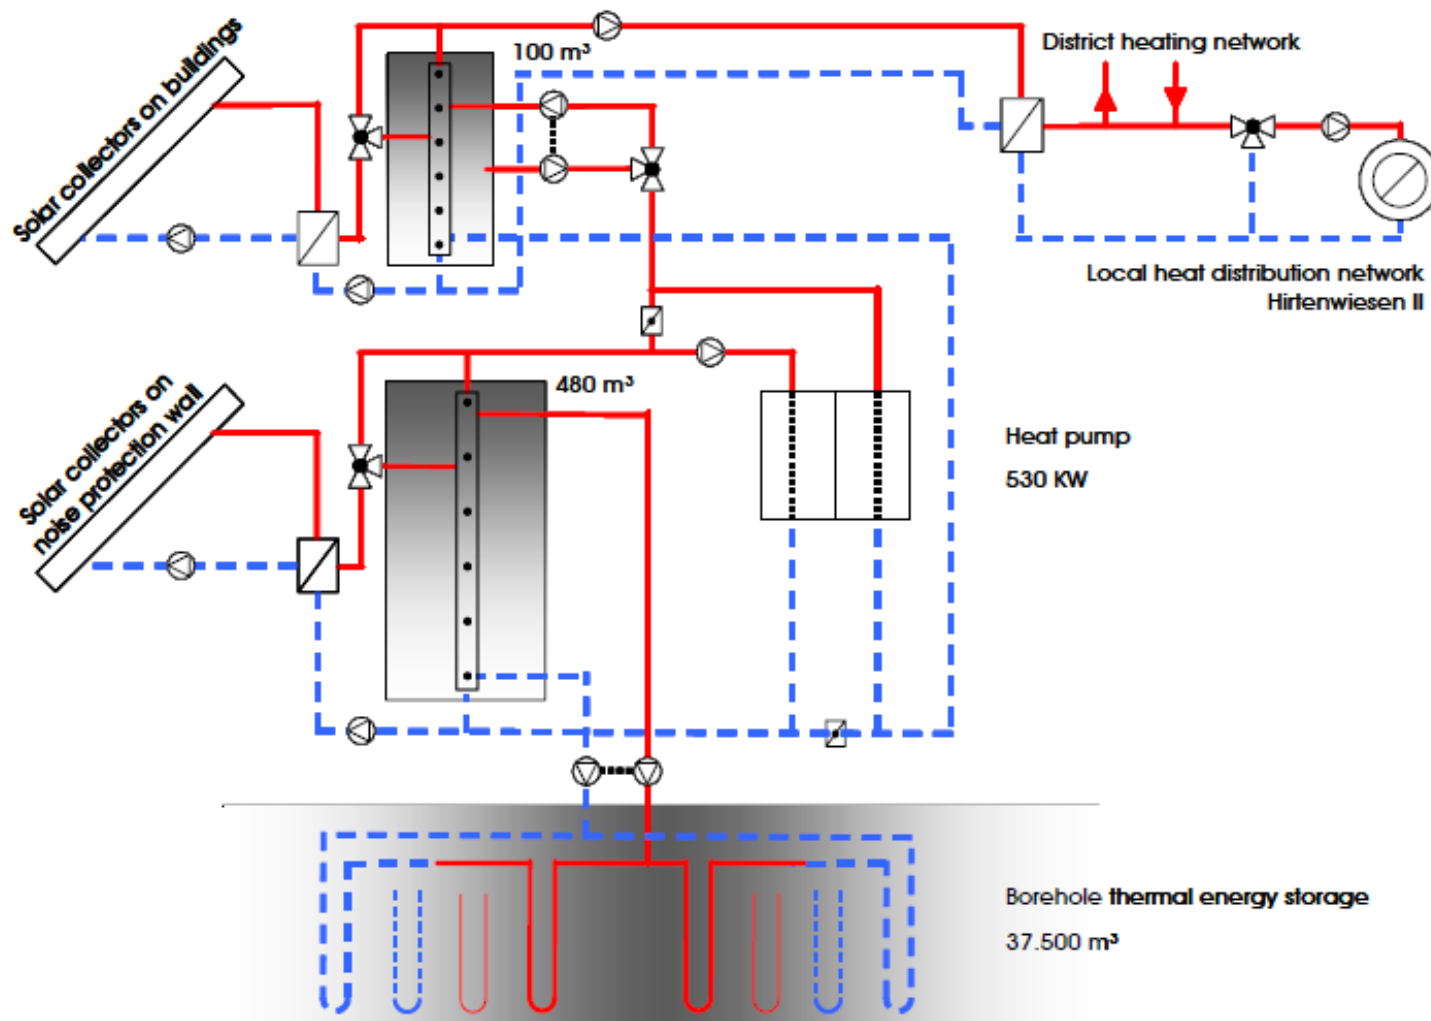 Solar collectors on buildings
100 m³
District heating network
Local heat distribution network
Hirtenwiesen II
Solar collectors on
noise protection wall
480 m³
Heat pump
530 KW
Borehole thermal energy storage
37.500 m³